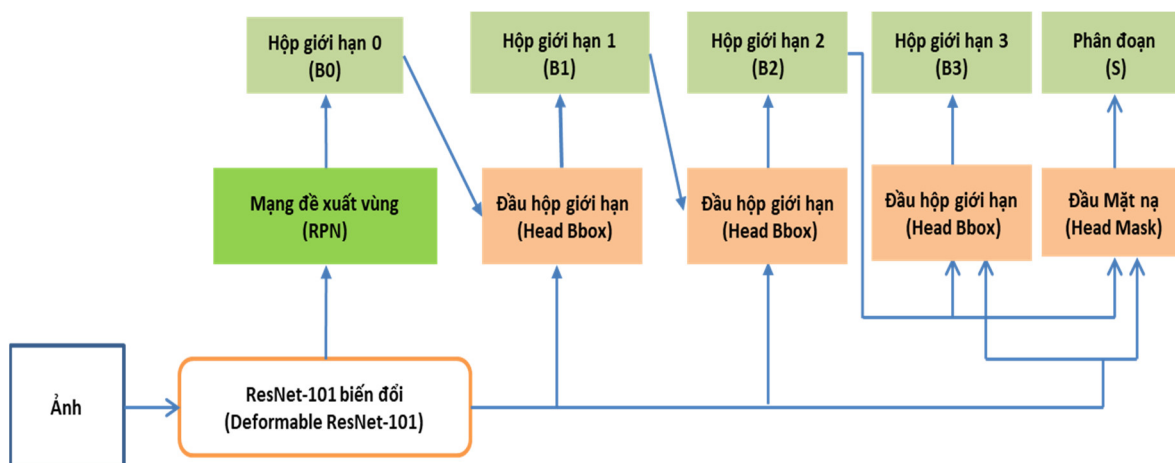 Hộp giới hạn 0
(B0)
Hộp giới hạn 1
(B1)
Hộp giới hạn 2
(B2)
Hộp giới hạn 3
(B3)
Phân đoạn
(S)
Mạng đề xuất vùng
(RPN)
Đầu hộp giới hạn
(Head Bbox)
Đầu hộp giới hạn
(Head Bbox)
Đầu hộp giới hạn
(Head Bbox)
Đầu Mặt nạ
(Head Mask)
Ảnh
ResNet-101 biến đổi
(Deformable ResNet-101)